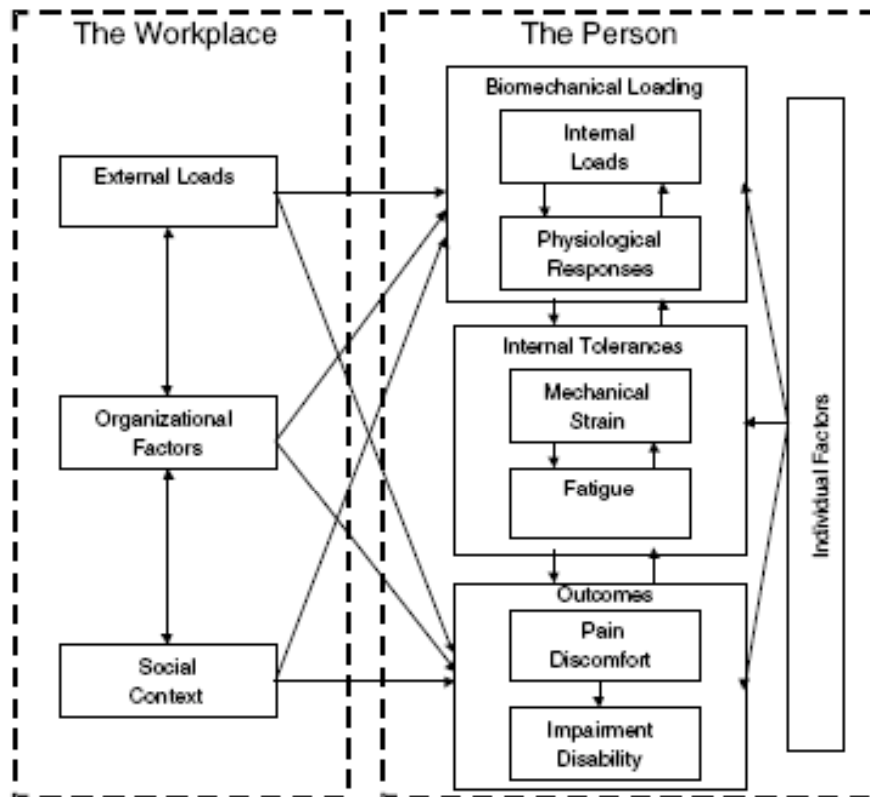 The Workplace
The Person
External Loads
Organizational
Factors
Social
Context
Biomechanical Loading
Internal
Loads
Physiological
Responses
Internal Tolerances
Mechanical
Strain
Fatigue
Outcomes
Pain
Discomfort
Impairment
Disability
Individual Factors